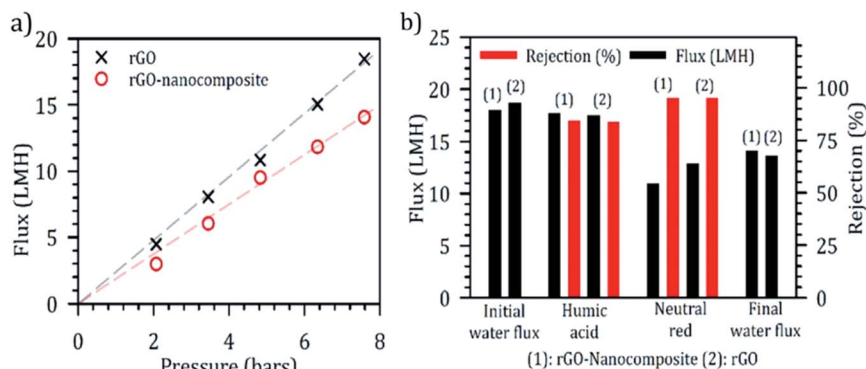 a)
20
15
10
5
0
Flux (LMH)
× rGO
rGO-nanocomposite
0 2 4 6 8
Pressure (bars)
b)
25
20
15
10
5
0
Flux (LMH)
Rejection (%) Flux (LMH)
(1) (2) (1) (2) (1) (2) (1) (2)
100
75
50
25
0
Rejection (%)
Initial water flux
Humic acid
Neutral red
Final water flux
(1): rGO-Nanocomposite (2): rGO